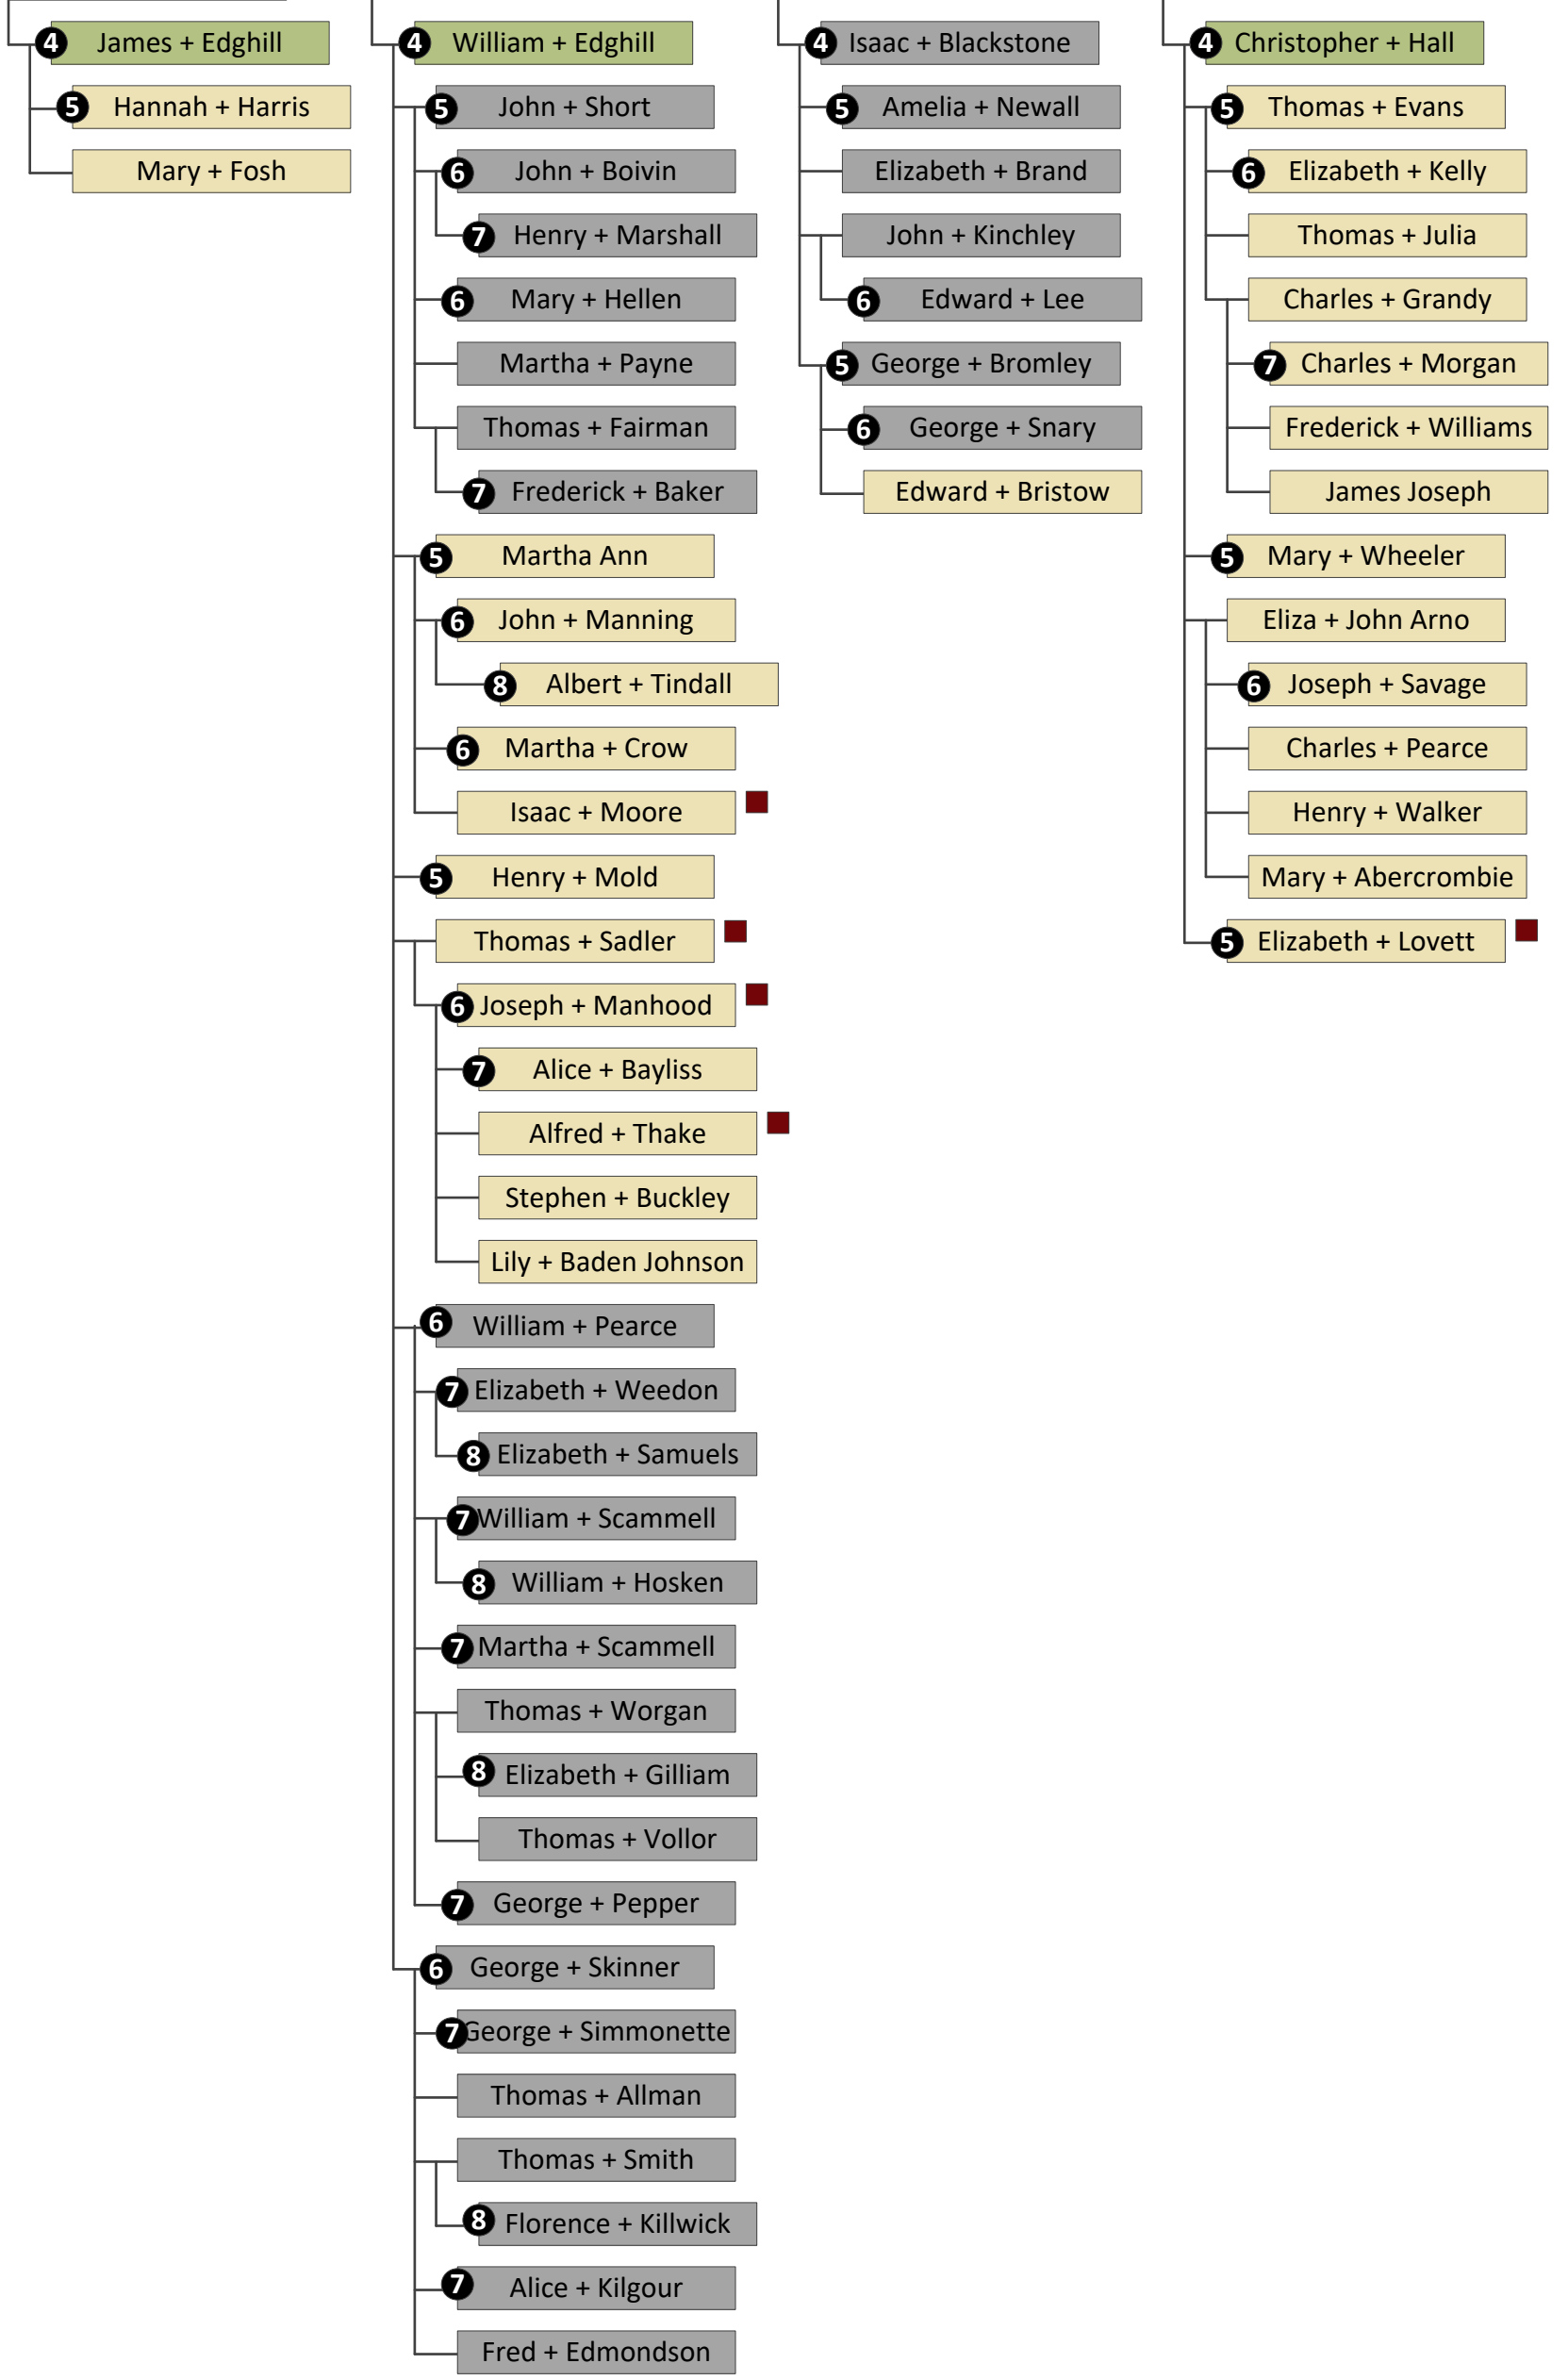 4 James + Edghill
5 Hannah + Harris
Mary + Fosh
4 William + Edghill
5 John + Short
6 John + Boivin
7 Henry + Marshall
6 Mary + Hellen
Martha + Payne
Thomas + Fairman
7 Frederick + Baker
5 Martha Ann
6 John + Manning
8 Albert + Tindall
6 Martha + Crow
Isaac + Moore
5 Henry + Mold
Thomas + Sadler
6 Joseph + Manhood
7 Alice + Bayliss
Alfred + Thake
Stephen + Buckley
Lily + Baden Johnson
6 William + Pearce
7 Elizabeth + Weedon
8 Elizabeth + Samuels
7 William + Scammell
8 William + Hosken
7 Martha + Scammell
Thomas + Worgan
8 Elizabeth + Gilliam
Thomas + Vollor
7 George + Pepper
6 George + Skinner
7 George + Simmonette
Thomas + Allman
Thomas + Smith
8 Florence + Killwick
7 Alice + Kilgour
Fred + Edmondson
4 Isaac + Blackstone
5 Amelia + Newall
Elizabeth + Brand
John + Kinchley
6 Edward + Lee
5 George + Bromley
6 George + Snary
Edward + Bristow
4 Christopher + Hall
5 Thomas + Evans
6 Elizabeth + Kelly
Thomas + Julia
Charles + Grandy
7 Charles + Morgan
Frederick + Williams
James Joseph
5 Mary + Wheeler
Eliza + John Arno
6 Joseph + Savage
Charles + Pearce
Henry + Walker
Mary + Abercrombie
5 Elizabeth + Lovett